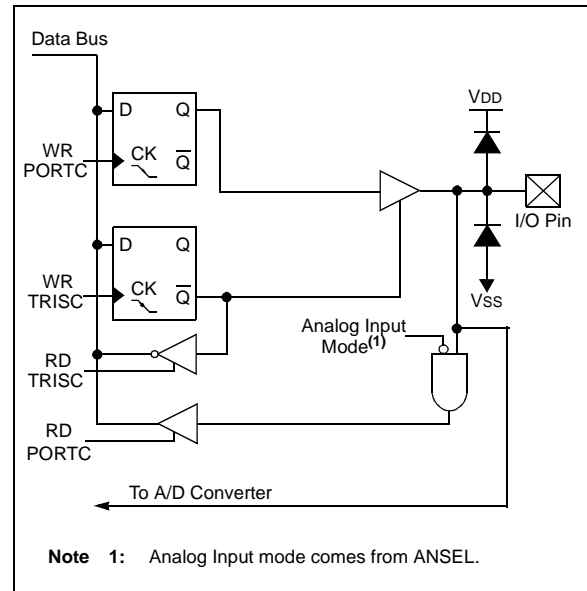 Data Bus
D Q
WR
PORTC
CK Q
VDD
I/O Pin
D Q
WR
TRISC
CK Q
VSS
Analog Input
Mode(1)
RD
TRISC
RD
PORTC
To A/D Converter
Note 1: Analog Input mode comes from ANSEL.